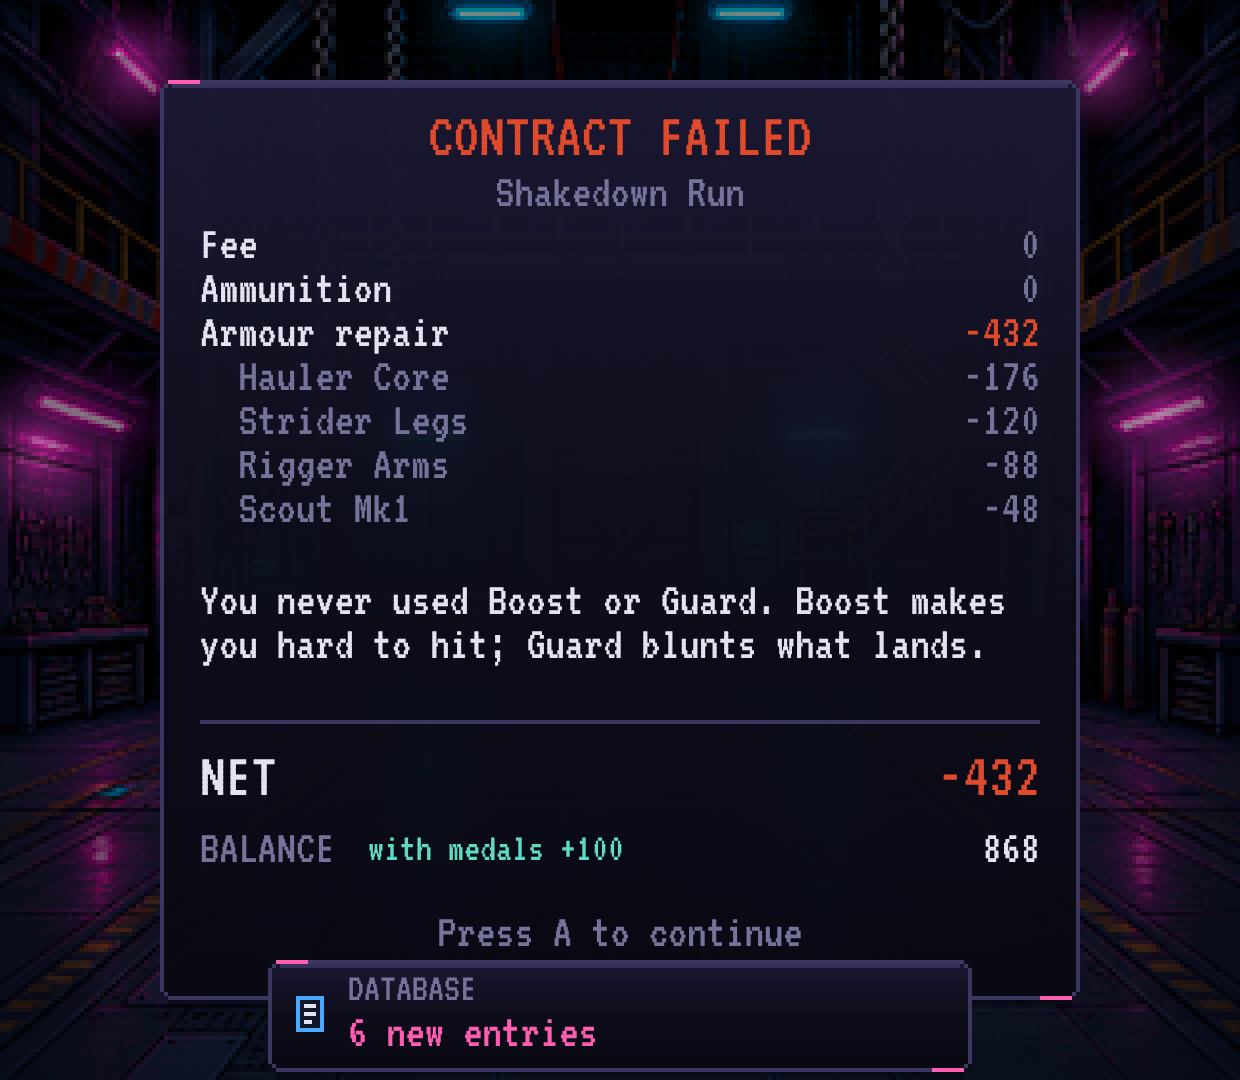 CONTRACT FAILED
Shakedown Run
Fee 0
Ammunition 0
Armour repair -432
Hauler Core -176
Strider Legs -120
Rigger Arms -88
Scout Mk1 -48
You never used Boost or Guard. Boost makes
you hard to hit; Guard blunts what lands.
NET -432
BALANCE with medals +100 868
Press A to continue
DATABASE
6 new entries